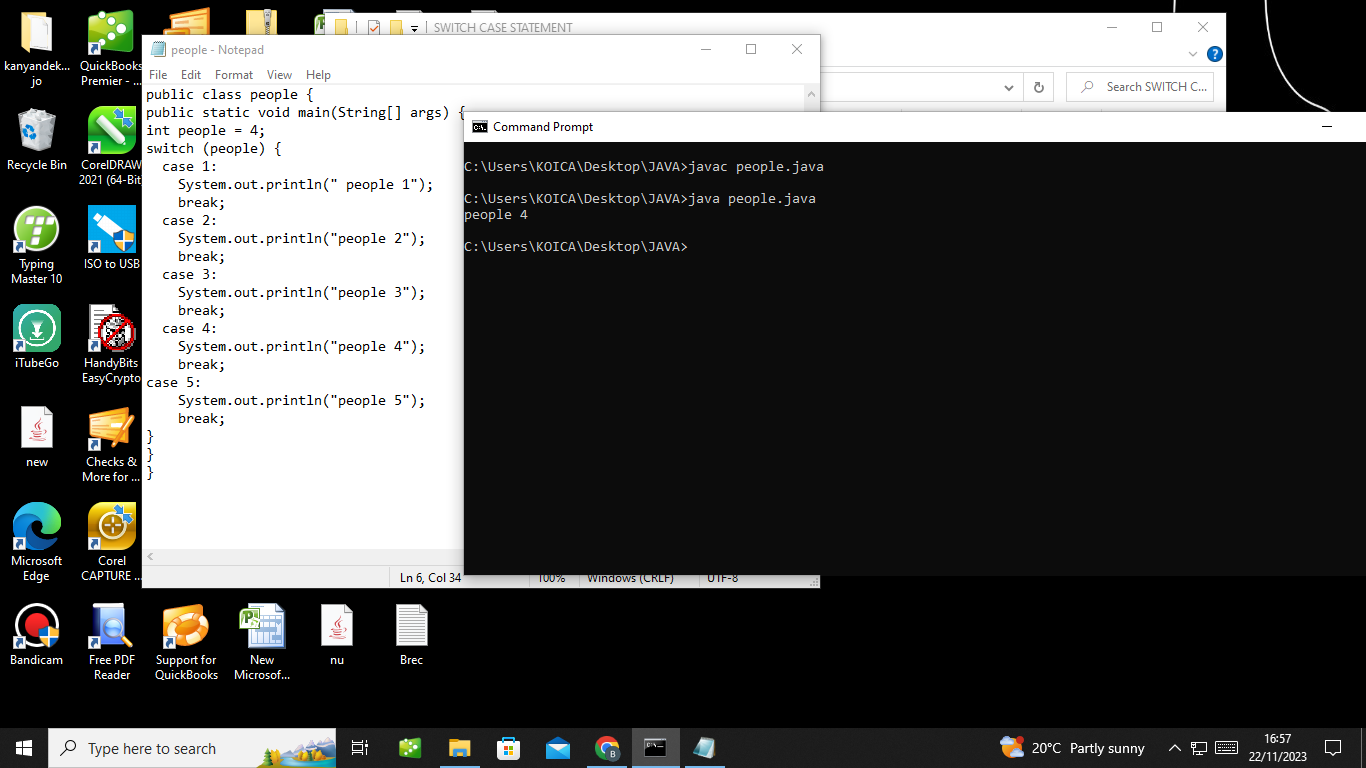 kanyandek...
jo
QuickBooks
Premier - ...
Recycle Bin
CorelDRAW
2021 (64-Bit
Typing
Master 10
ISO to USB
iTubeGo
HandyBits
EasyCrypto
new
Checks &
More for ...
Microsoft
Edge
Corel
CAPTURE ...
Bandicam
Free PDF
Reader
Support for
QuickBooks
New
Microsof...
nu
Brec
SWITCH CASE STATEMENT
Search SWITCH C...
people - Notepad
File Edit Format View Help
public class people {
public static void main(String[] args) {
int people = 4;
switch (people) {
  case 1:
    System.out.println(" people 1");
    break;
  case 2:
    System.out.println("people 2");
    break;
  case 3:
    System.out.println("people 3");
    break;
  case 4:
    System.out.println("people 4");
    break;
case 5:
    System.out.println("people 5");
    break;
}
}
}
Ln 6, Col 34 100% Windows (CRLF) UTF-8
Command Prompt
C:\Users\KOICA\Desktop\JAVA>javac people.java
C:\Users\KOICA\Desktop\JAVA>java people.java
people 4
C:\Users\KOICA\Desktop\JAVA>
Type here to search
20°C Partly sunny
16:57
22/11/2023